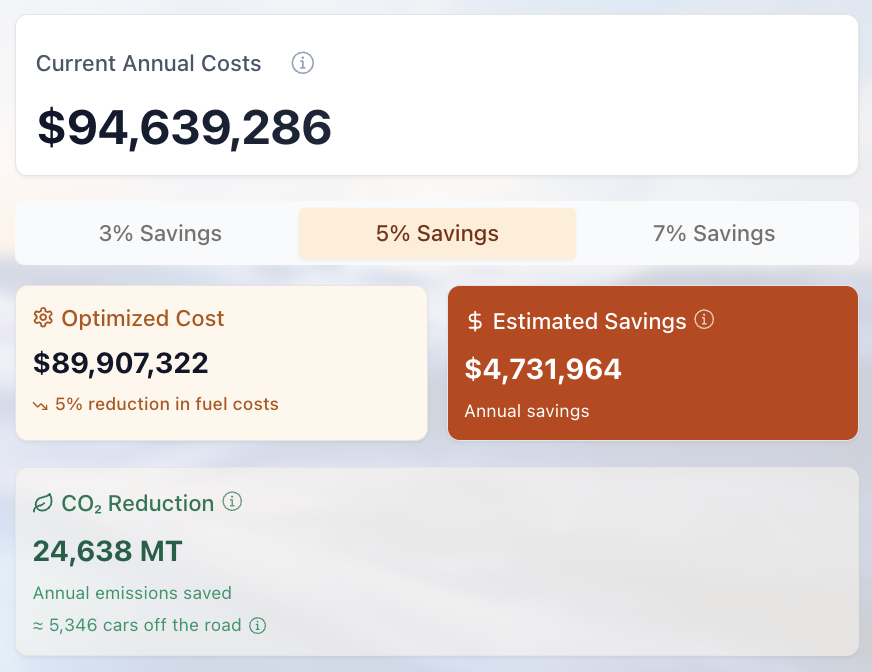 Current Annual Costs
$94,639,286
3% Savings
5% Savings
7% Savings
Optimized Cost
$89,907,322
5% reduction in fuel costs
$ Estimated Savings
$4,731,964
Annual savings
CO₂ Reduction
24,638 MT
Annual emissions saved
≈ 5,346 cars off the road